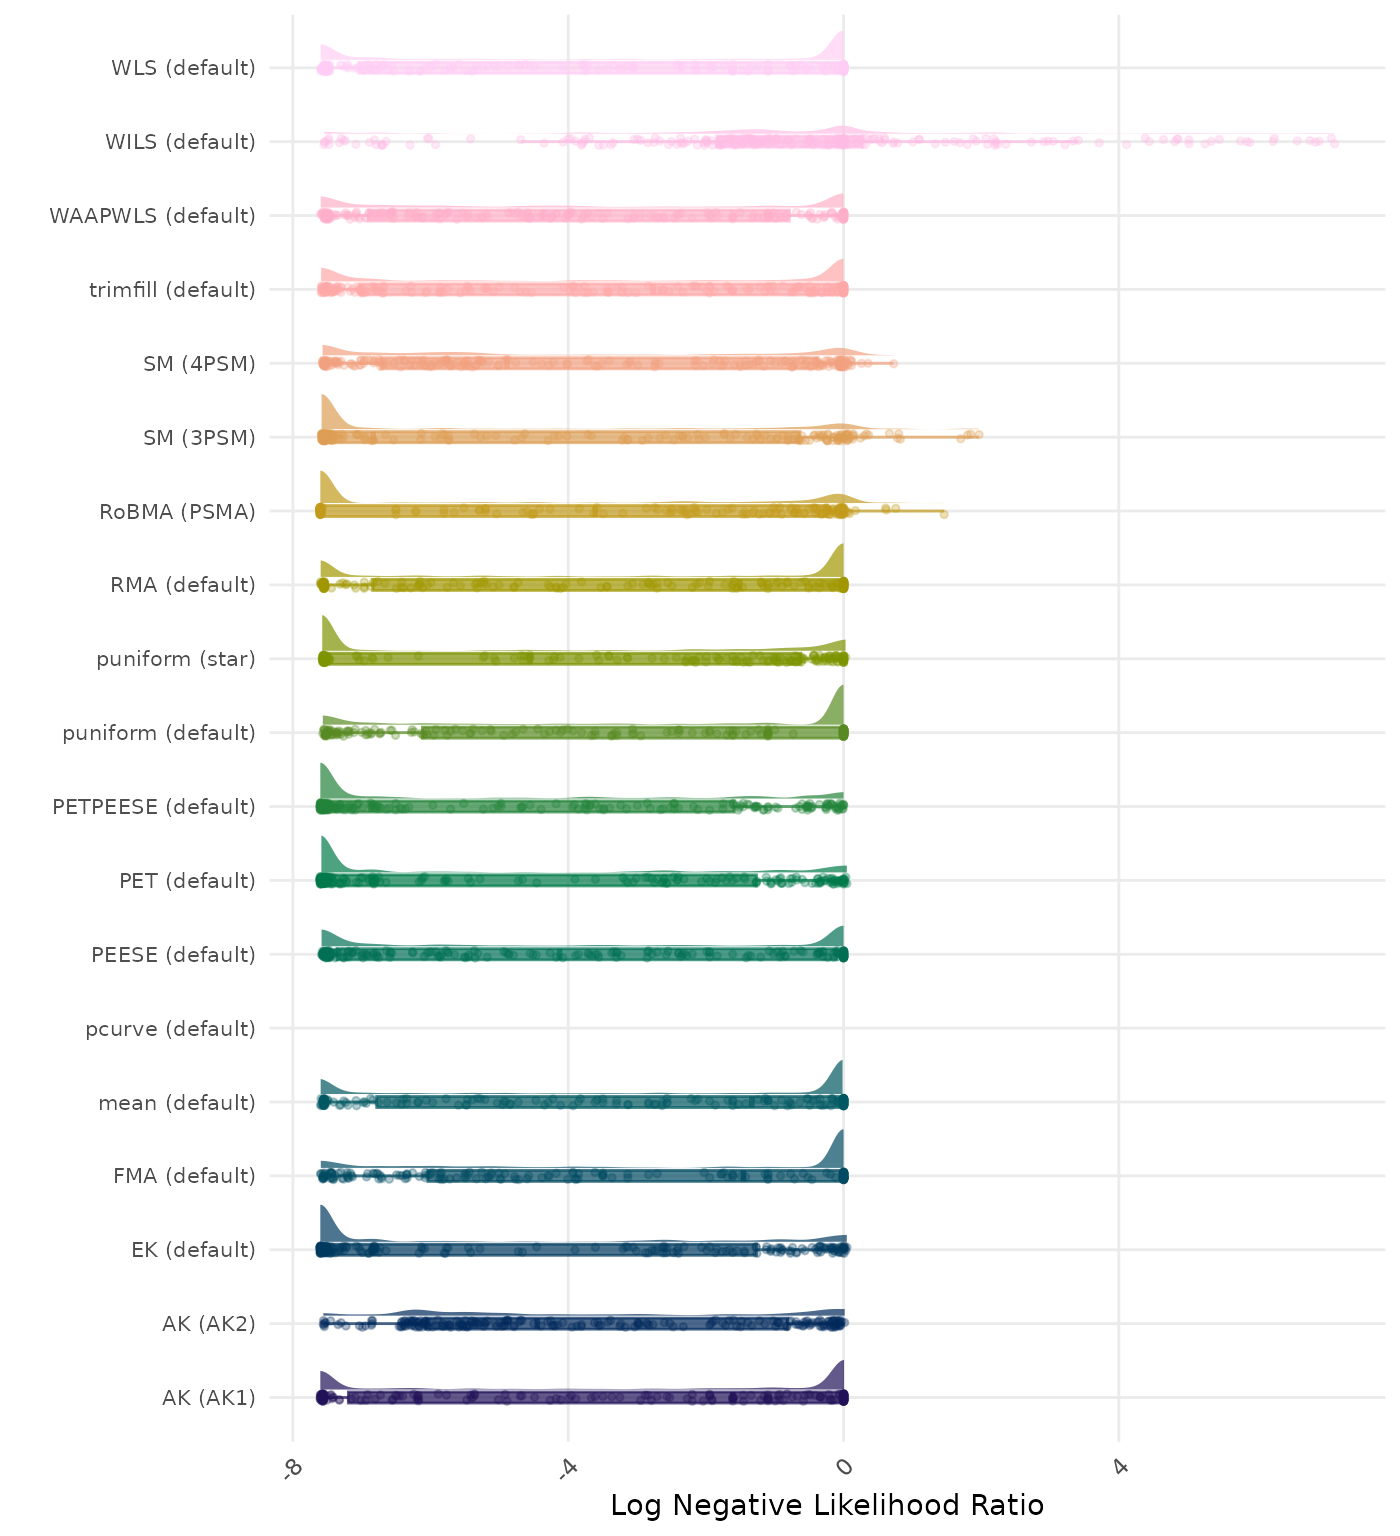 WLS (default)
WILS (default)
WAAPWLS (default)
trimfill (default)
SM (4PSM)
SM (3PSM)
RoBMA (PSMA)
RMA (default)
puniform (star)
puniform (default)
PETPEESE (default)
PET (default)
PEESE (default)
pcurve (default)
mean (default)
FMA (default)
EK (default)
AK (AK2)
AK (AK1)
-8 -4 0 4
Log Negative Likelihood Ratio